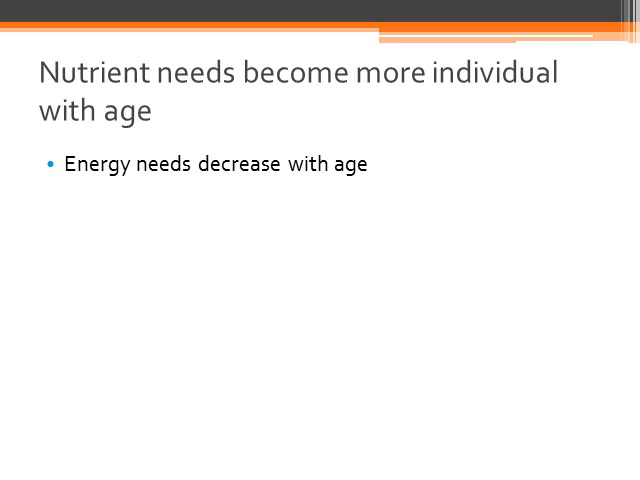 Nutrient needs become more individual
with age
• Energy needs decrease with age